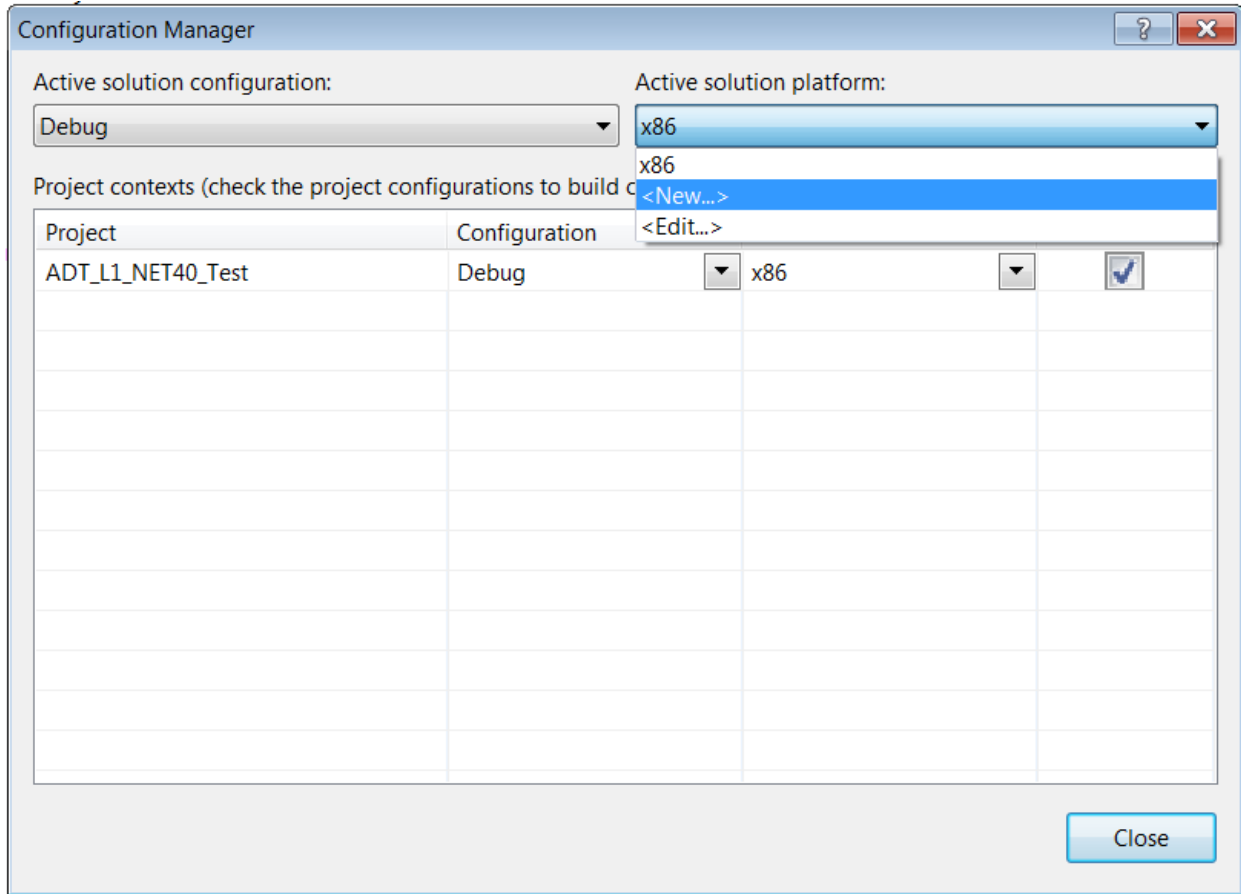 Configuration Manager
Active solution configuration:
Active solution platform:
Debug
x86
x86
<New...>
<Edit...>
Project contexts (check the project configurations to build
Project
Configuration
ADT_L1_NET40_Test
Debug
x86
Close